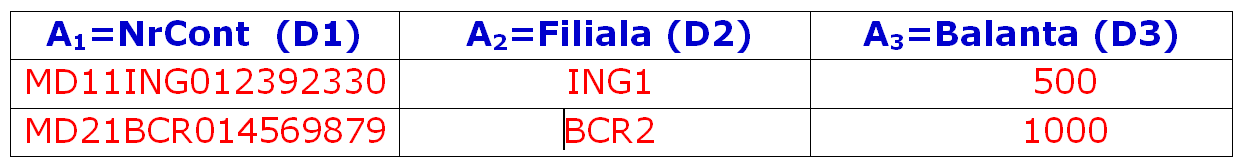 A₁=NrCont (D1) A₂=Filiala (D2) A₃=Balanta (D3)
MD11ING012392330 ING1 500
MD21BCR014569879 BCR2 1000